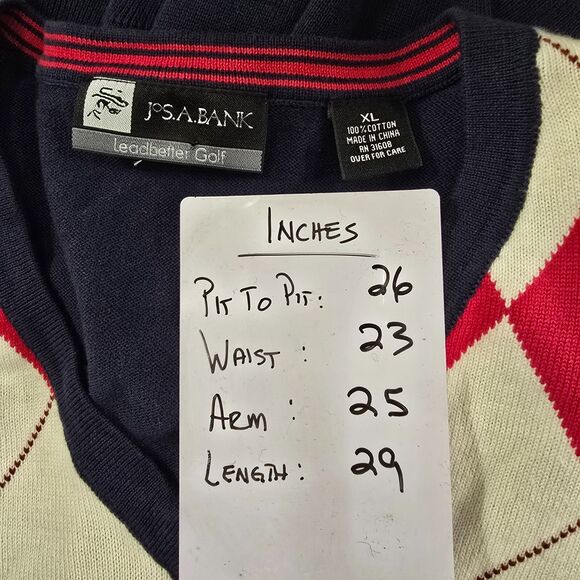 JoS.A.BANK
Leadbetter Golf
XL
100% COTTON
MADE IN CHINA
RN 31608
OVER FOR CARE
INCHES
PIT TO PIT: 26
WAIST : 23
ARM : 25
LENGTH: 29